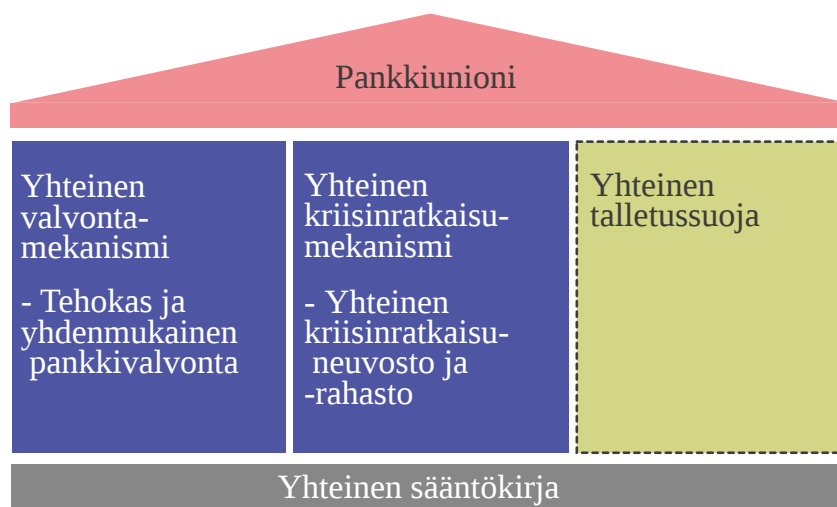 Pankkiunioni
Yhteinen
valvonta-
mekanismi
- Tehokas ja
yhdenmukainen
pankkivalvonta
Yhteinen
kriisinratkaisu-
mekanismi
- Yhteinen
kriisinratkaisu-
neuvosto ja
-rahasto
Yhteinen
talletussuoja
Yhteinen sääntökirja